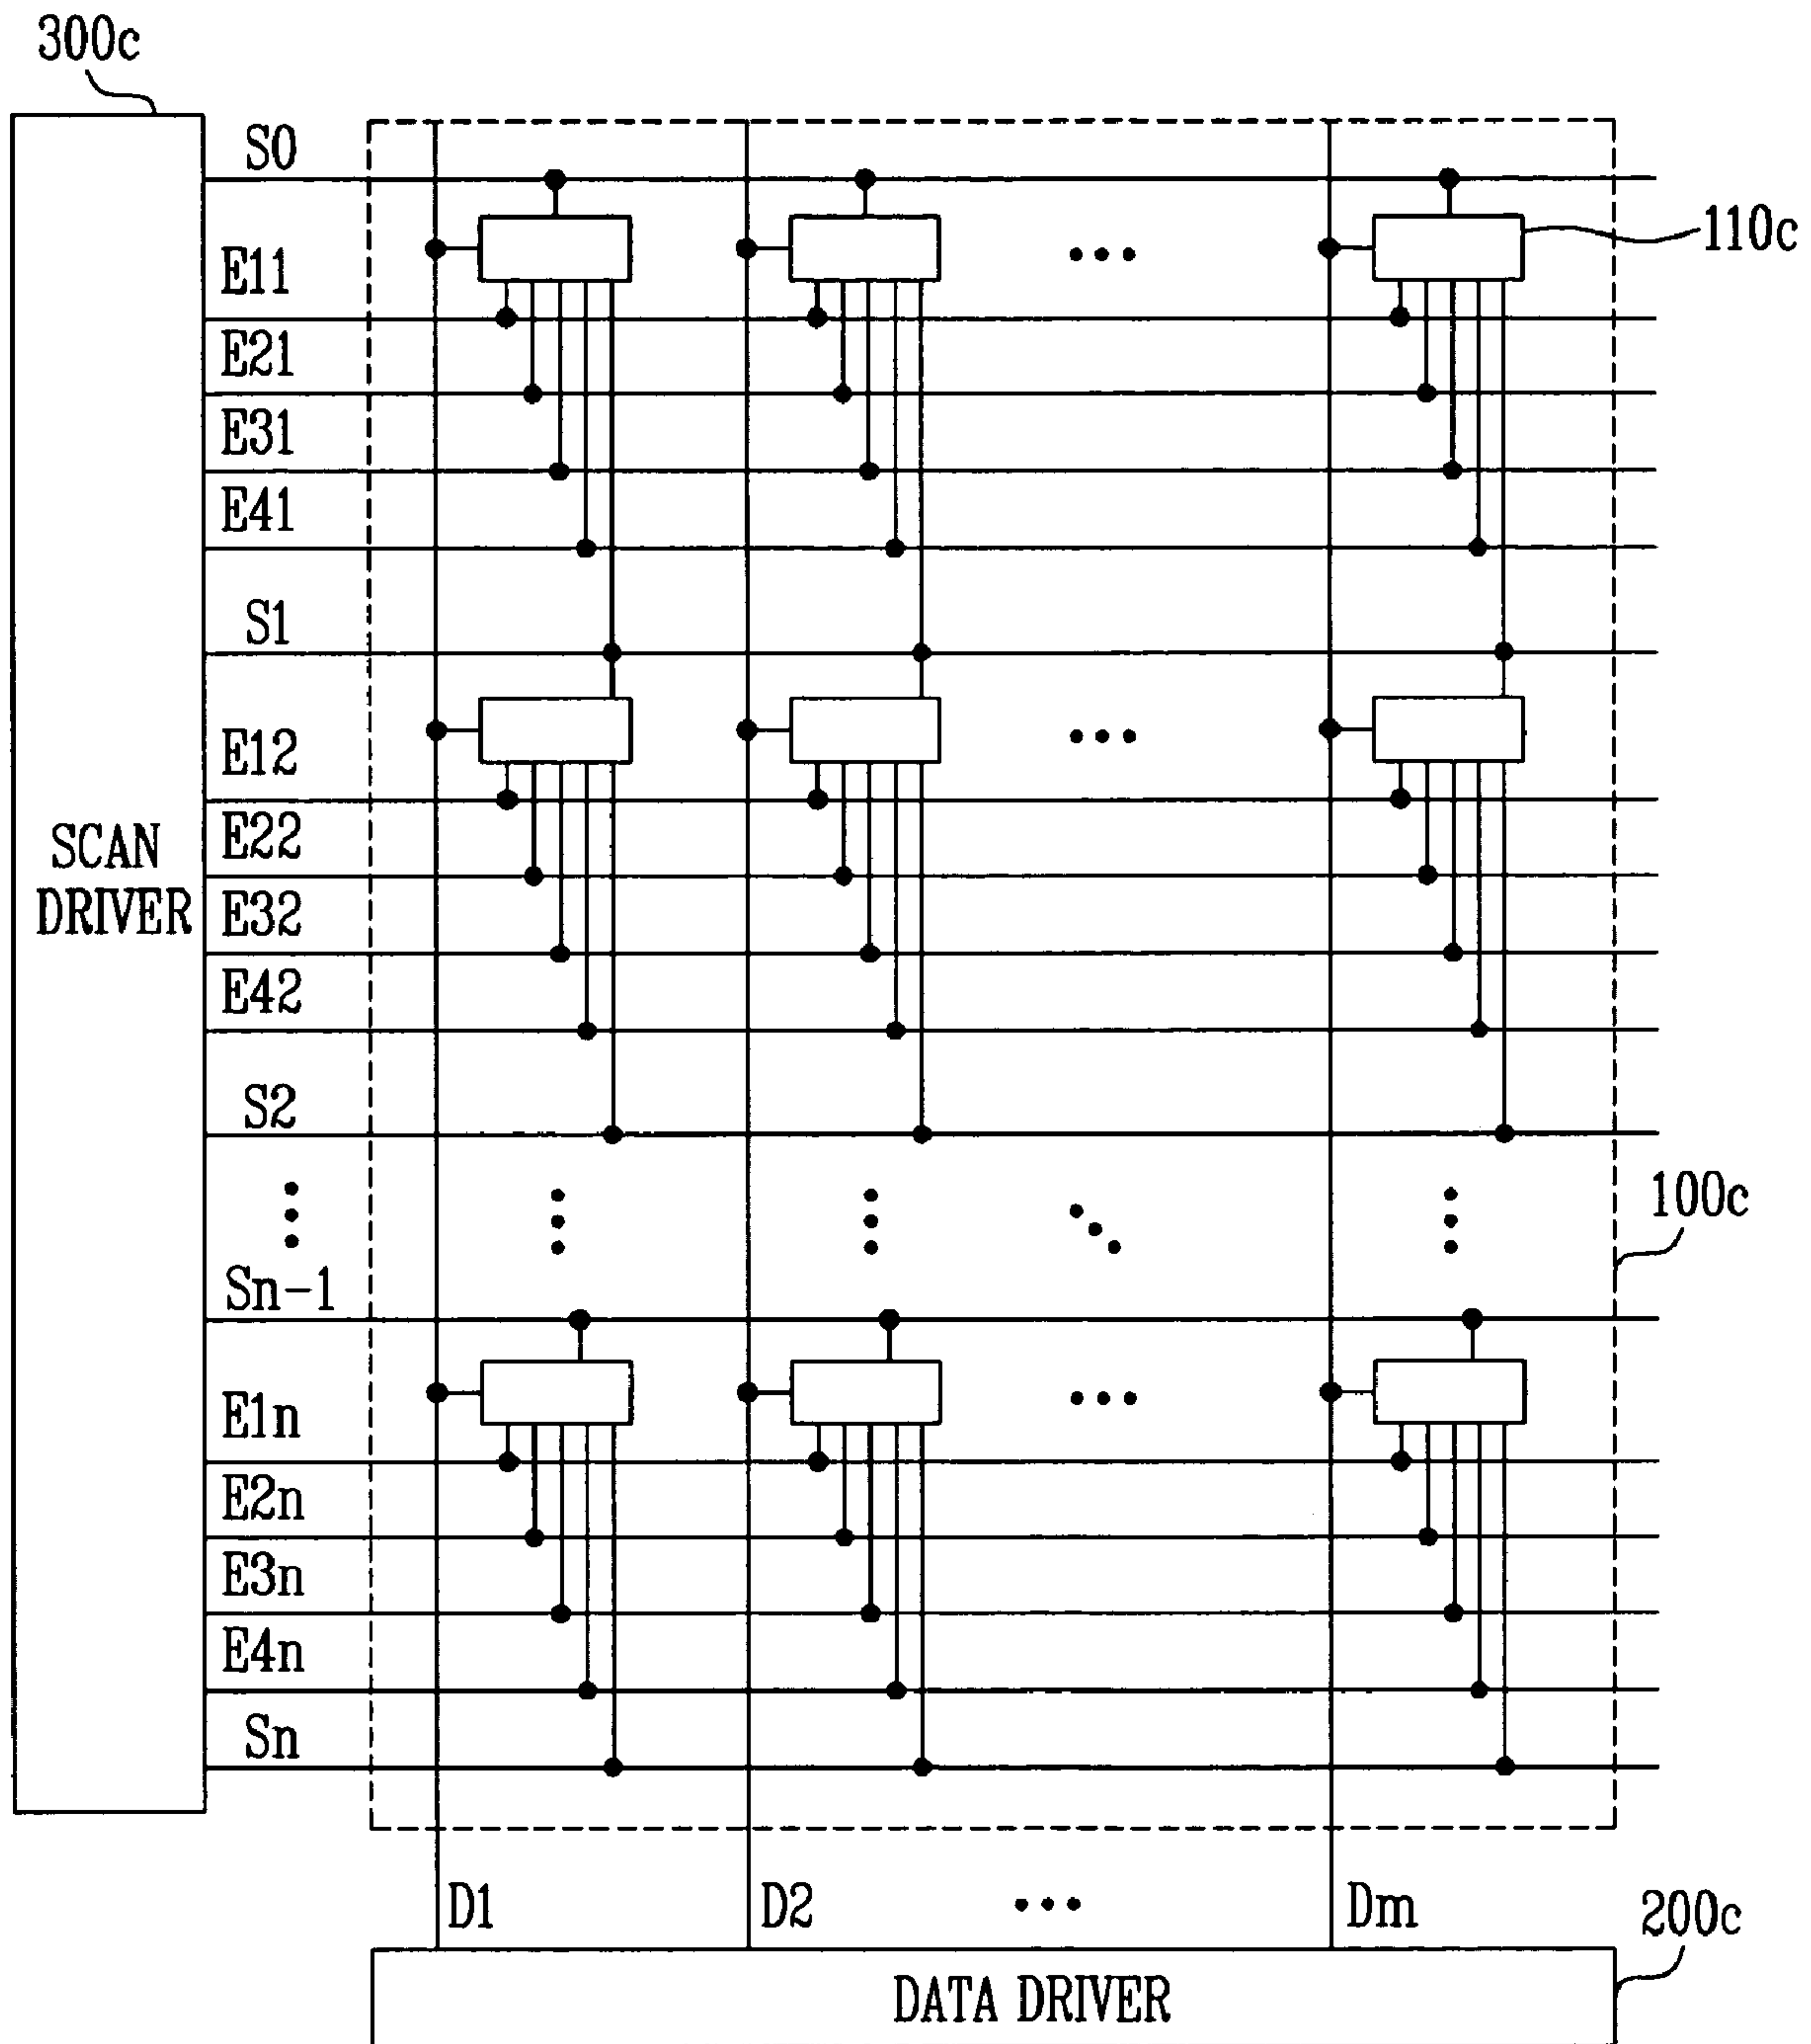 300c
S0
110c
E11
E21
E31
E41
S1
E12
E22
SCAN
DRIVER
E32
E42
S2
100c
Sn-1
E1n
E2n
E3n
E4n
Sn
D1
D2
Dm
200c
DATA DRIVER